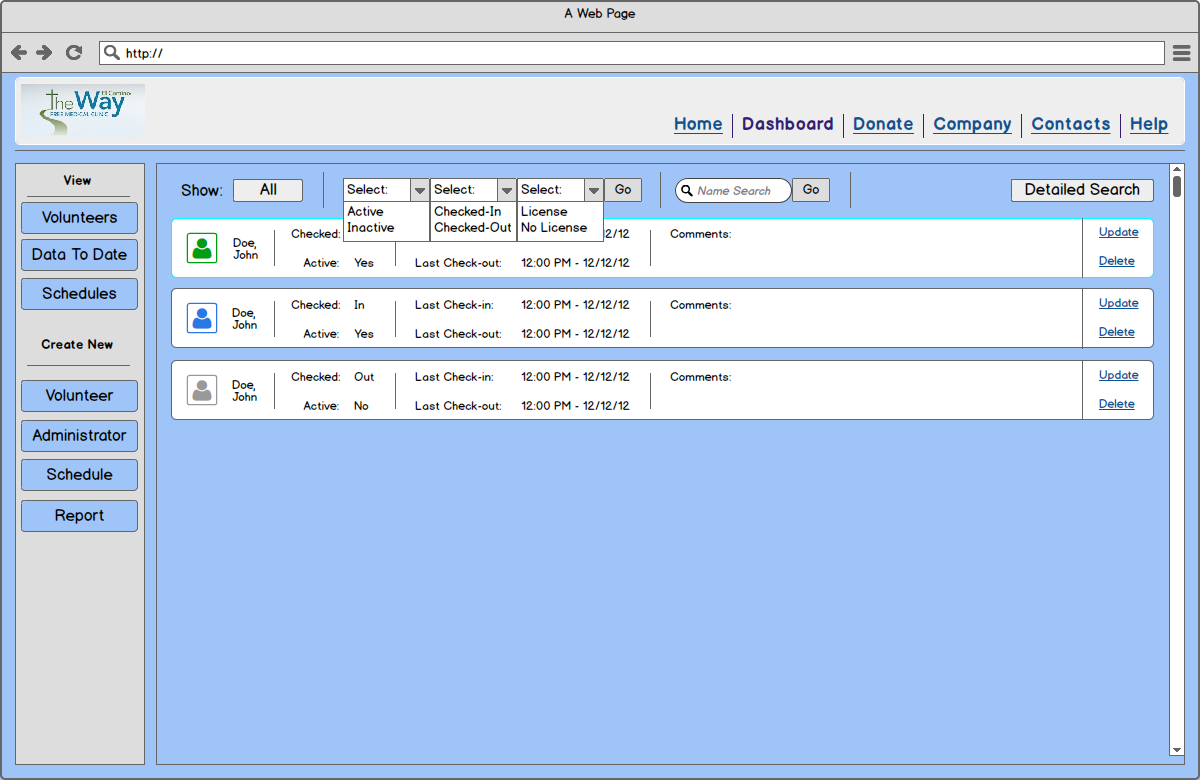 A Web Page
http://
El Camino
the Way
FREE MEDICAL CLINIC
Home Dashboard Donate Company Contacts Help
View
Volunteers
Data To Date
Schedules
Create New
Volunteer
Administrator
Schedule
Report
Show: All Select: Select: Select: Go Name Search Go Detailed Search
Active Checked-In License
Inactive Checked-Out No License
Doe,
John
Checked: 2/12 Comments: Update
Active: Yes Last Check-out: 12:00 PM - 12/12/12 Delete
Doe,
John
Checked: In Last Check-in: 12:00 PM - 12/12/12 Comments: Update
Active: Yes Last Check-out: 12:00 PM - 12/12/12 Delete
Doe,
John
Checked: Out Last Check-in: 12:00 PM - 12/12/12 Comments: Update
Active: No Last Check-out: 12:00 PM - 12/12/12 Delete